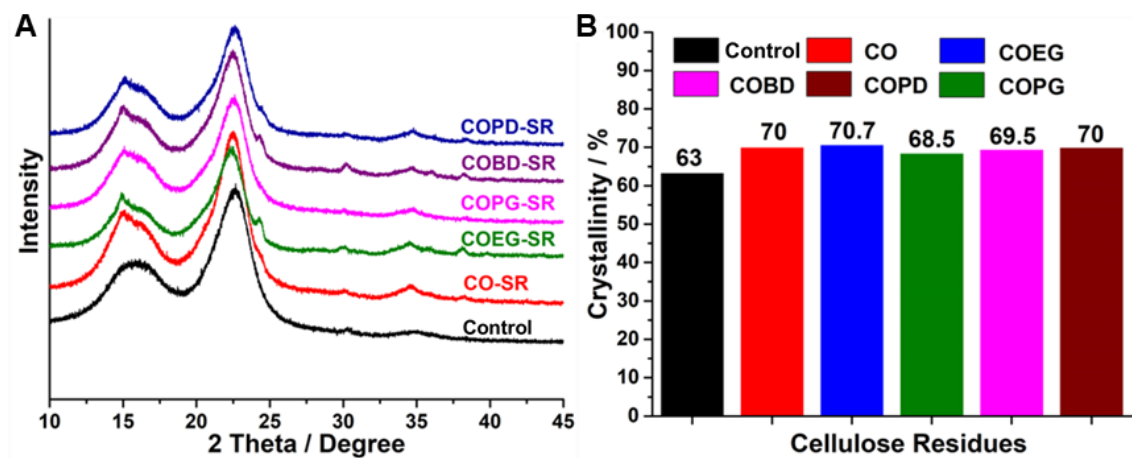 A
Intensity
COPD-SR
COBD-SR
COPG-SR
COEG-SR
CO-SR
Control
10 15 20 25 30 35 40 45
2 Theta / Degree
B
Crystallinity / %
100
90
80
70
60
50
40
30
20
10
0
Control CO COEG
COBD COPD COPG
63 70 70.7 68.5 69.5 70
Cellulose Residues